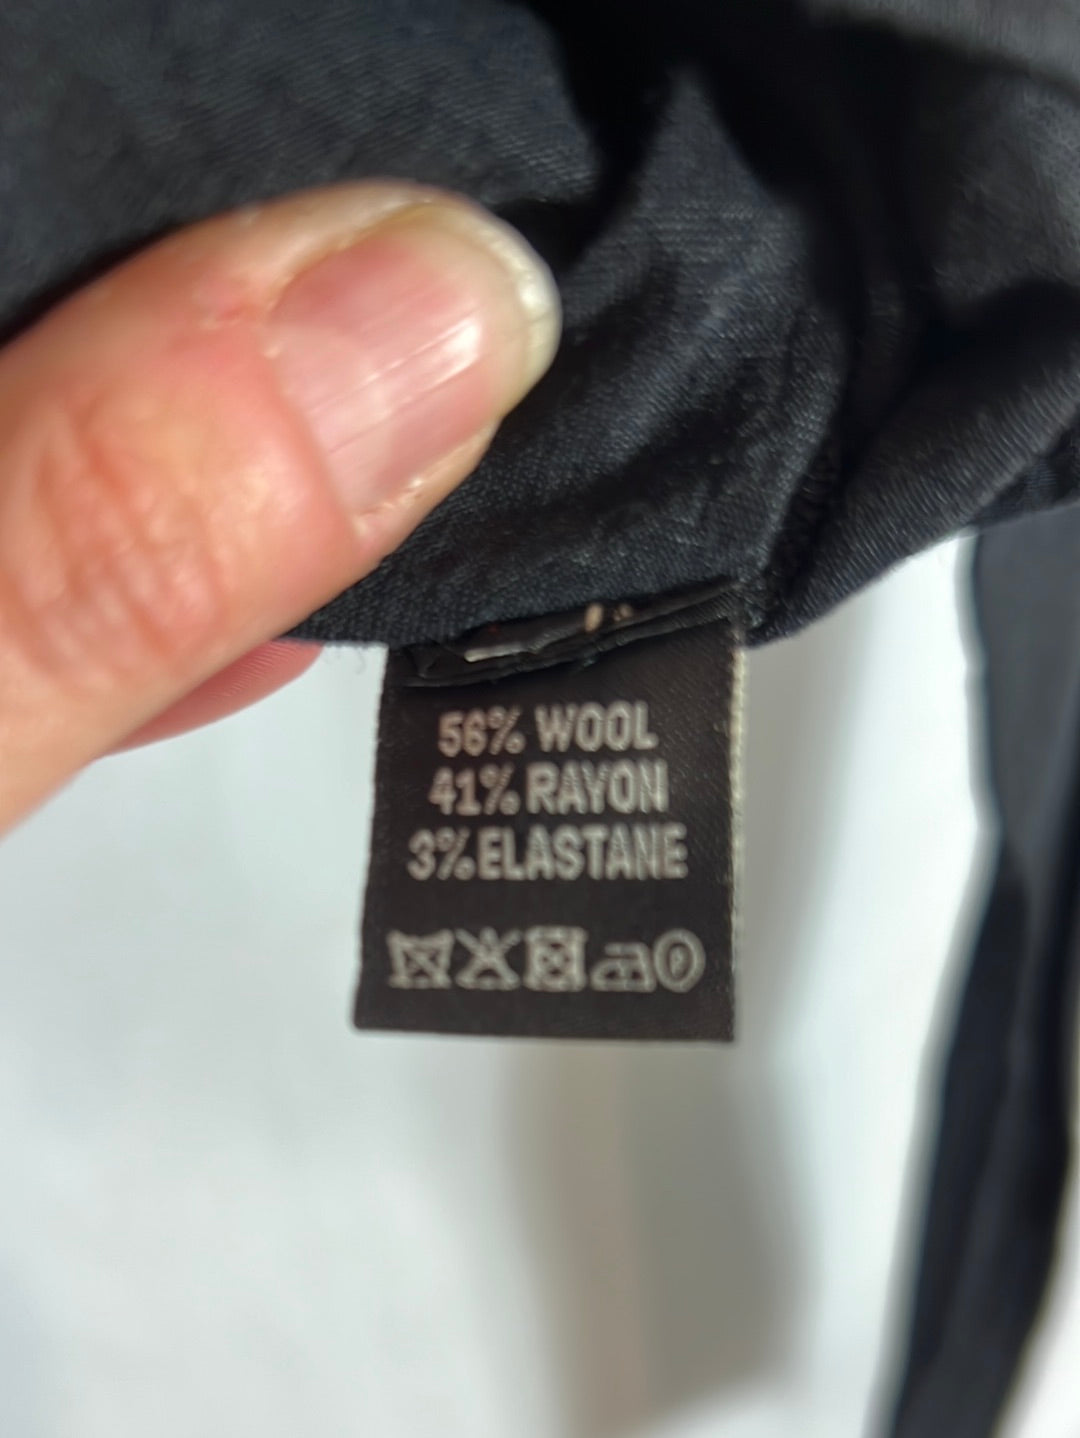 56% WOOL
41% RAYON
3% ELASTANE
P